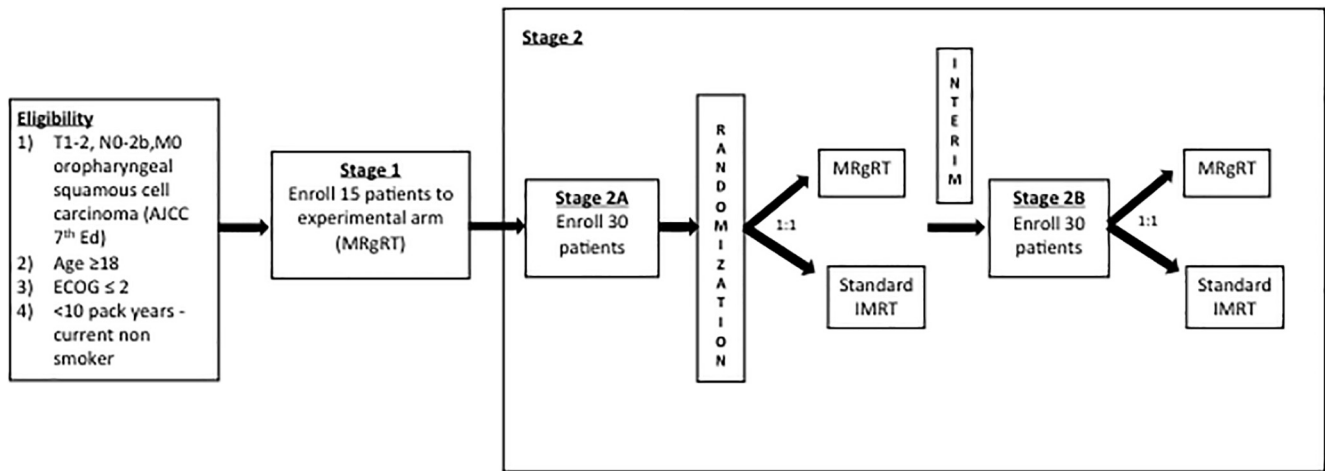 Eligibility
1) T1-2, N0-2b,M0
oropharyngeal
squamous cell
carcinoma (AJCC
7th Ed)
2) Age ≥18
3) ECOG ≤ 2
4) <10 pack years -
current non
smoker
Stage 1
Enroll 15 patients to
experimental arm
(MRgRT)
Stage 2
Stage 2A
Enroll 30
patients
RANDOMIZATION
1:1
MRgRT
Standard
IMRT
INTERIM
Stage 2B
Enroll 30
patients
1:1
MRgRT
Standard
IMRT